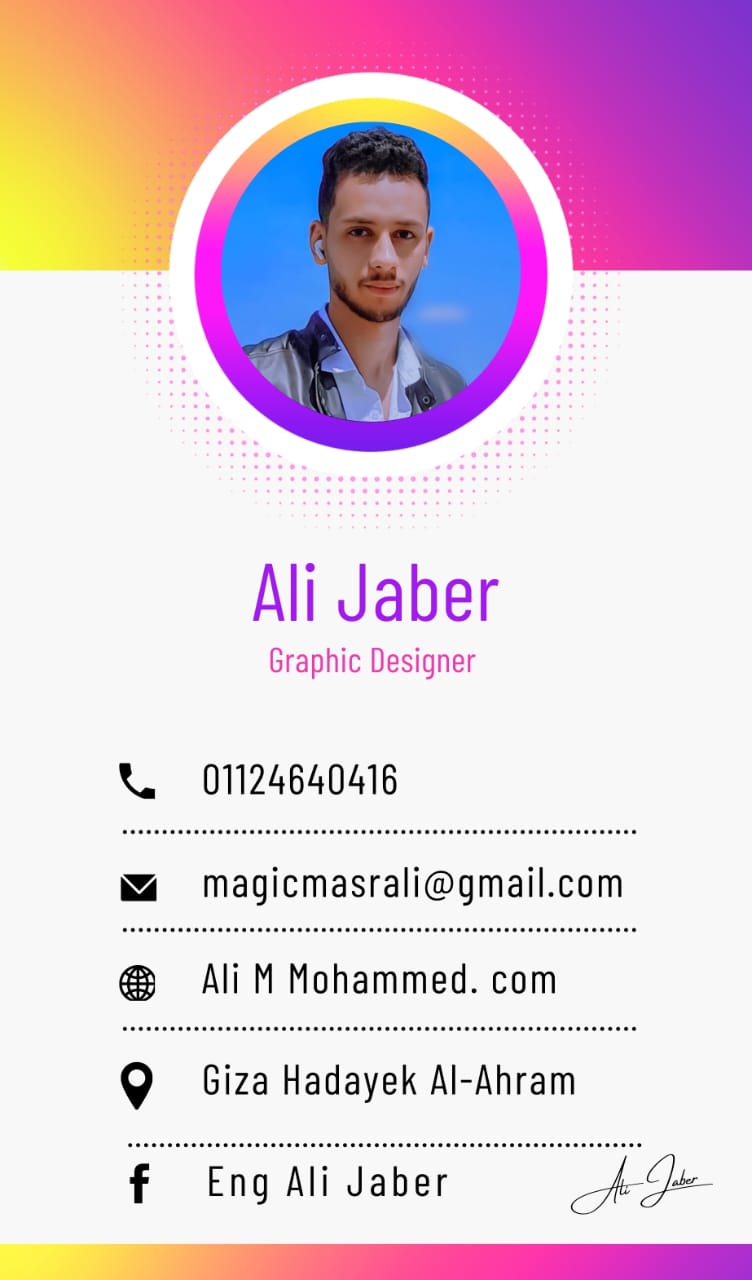 Ali Jaber
Graphic Designer
01124640416
magicmasrali@gmail.com
Ali M Mohammed. com
Giza Hadayek Al-Ahram
Eng Ali Jaber
Ali Jaber